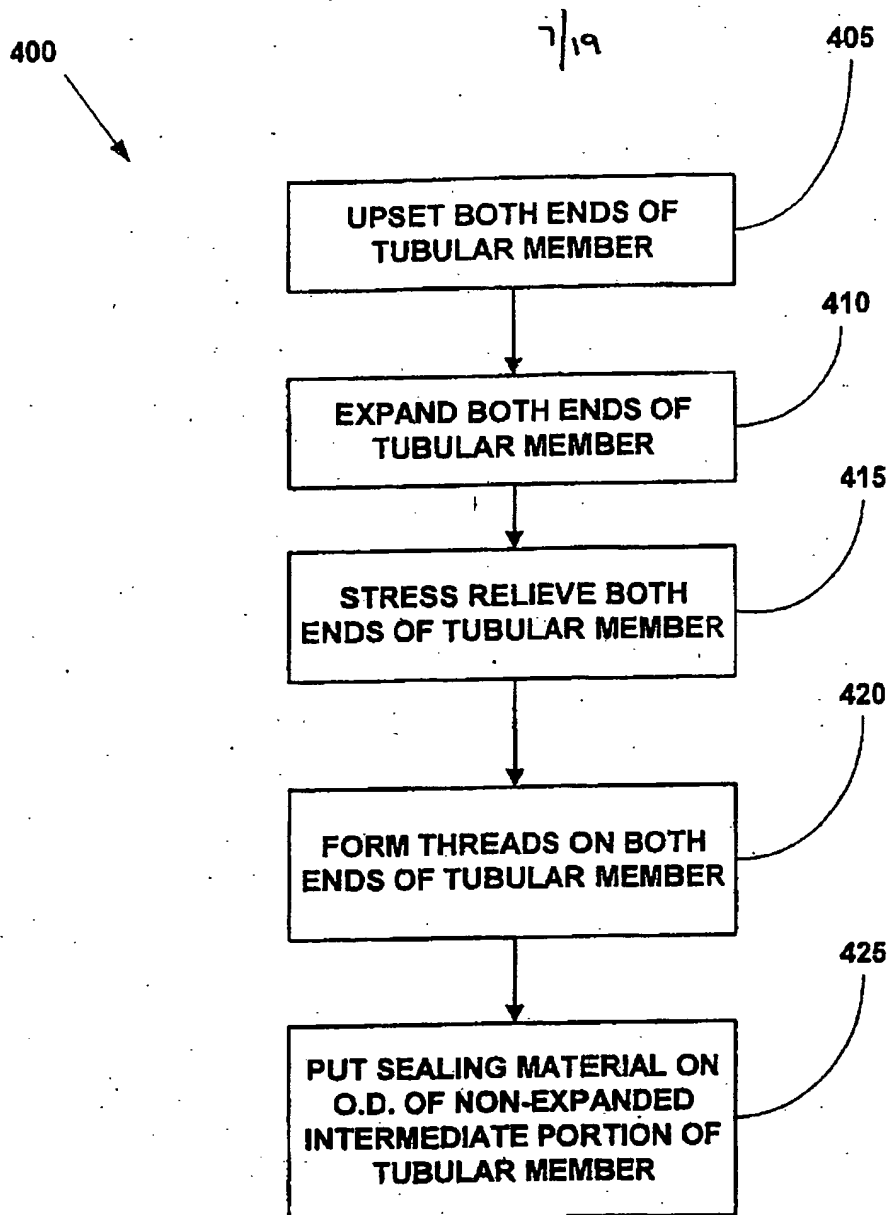 7/19
400
405
UPSET BOTH ENDS OF
TUBULAR MEMBER
410
EXPAND BOTH ENDS OF
TUBULAR MEMBER
415
STRESS RELIEVE BOTH
ENDS OF TUBULAR MEMBER
420
FORM THREADS ON BOTH
ENDS OF TUBULAR MEMBER
425
PUT SEALING MATERIAL ON
O.D. OF NON-EXPANDED
INTERMEDIATE PORTION OF
TUBULAR MEMBER